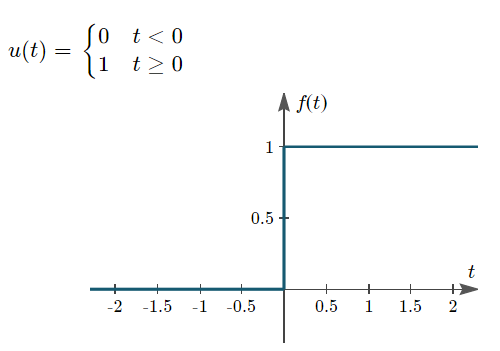 u(t) = { 0 t < 0
1 t ≥ 0
f(t)
1
0.5
t
-2 -1.5 -1 -0.5 0.5 1 1.5 2